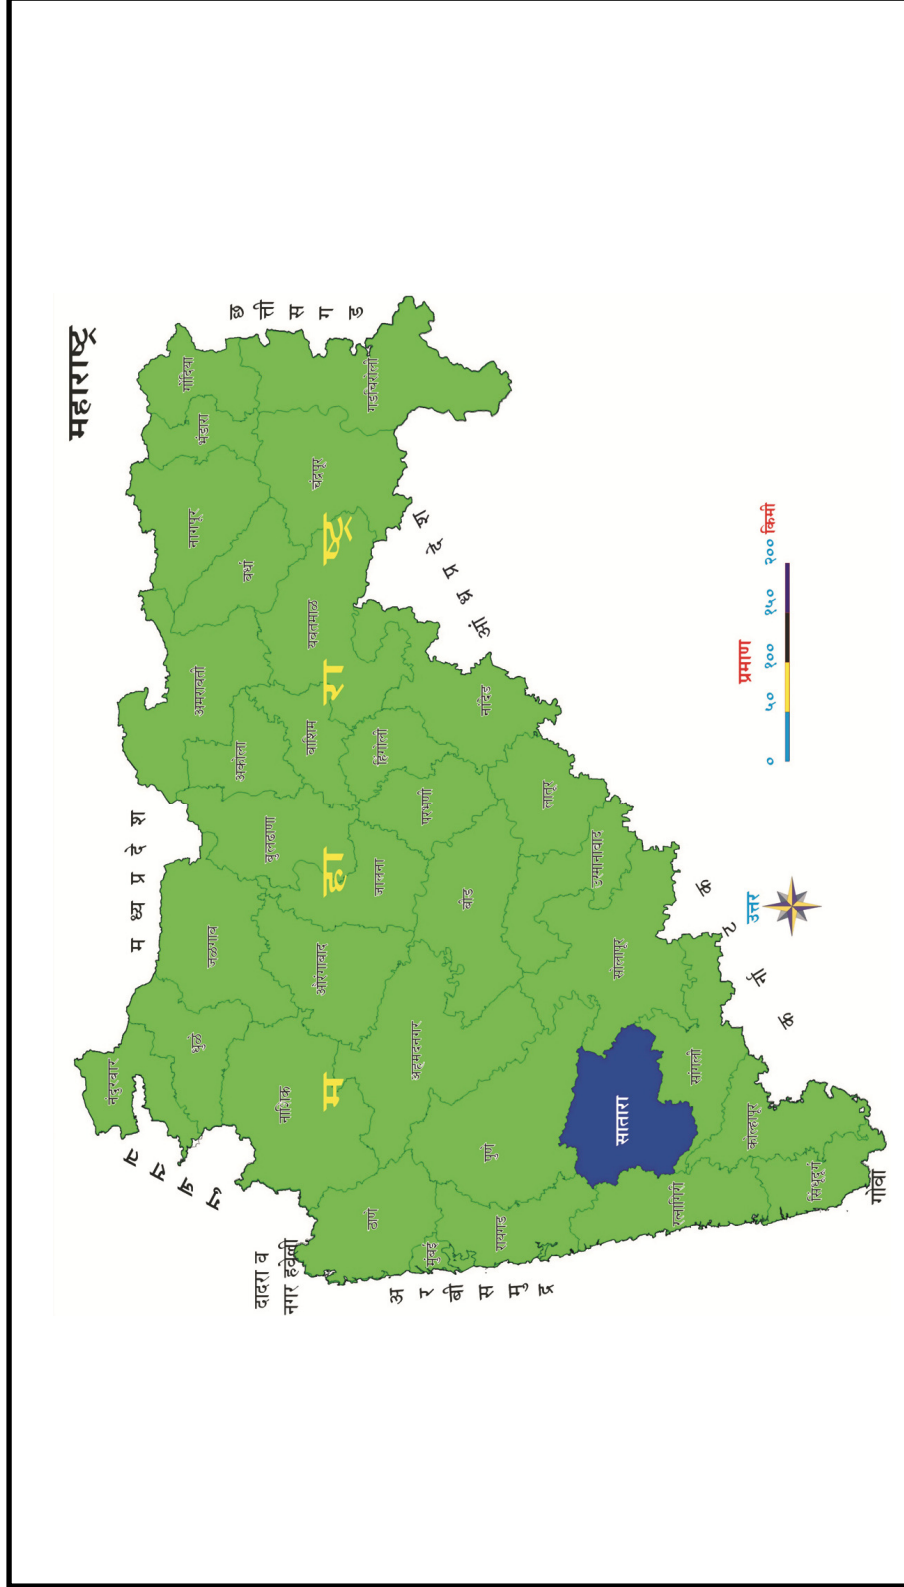 महाराष्ट्र
म ध्य प्र दे श
छ त्ती स ग ड
नंदुरबार
गोंदिया
भंडारा
नागपूर
वर्धा
अमरावती
अकोला
बुलढाणा
जळगाव
धुळे
गु ज रा त
गडचिरोली
चंद्रपूर
यवतमाळ
वाशिम
हिंगोली
जालना
औरंगाबाद
नाशिक
म हा रा ष्ट्र
दादरा व
नगर हवेली
ठाणे
अहमदनगर
परभणी
नांदेड
बीड
मुंबई
रायगड
पुणे
लातूर
उस्मानाबाद
सोलापूर
सातारा
सांगली
रत्नागिरी
कोल्हापूर
सिंधुदुर्ग
गोवा
अ र बी स मु द्र
आं ध्र प्र दे श
क र्ना ट क
प्रमाण
० ५० १०० १५० २०० किमी
उत्तर